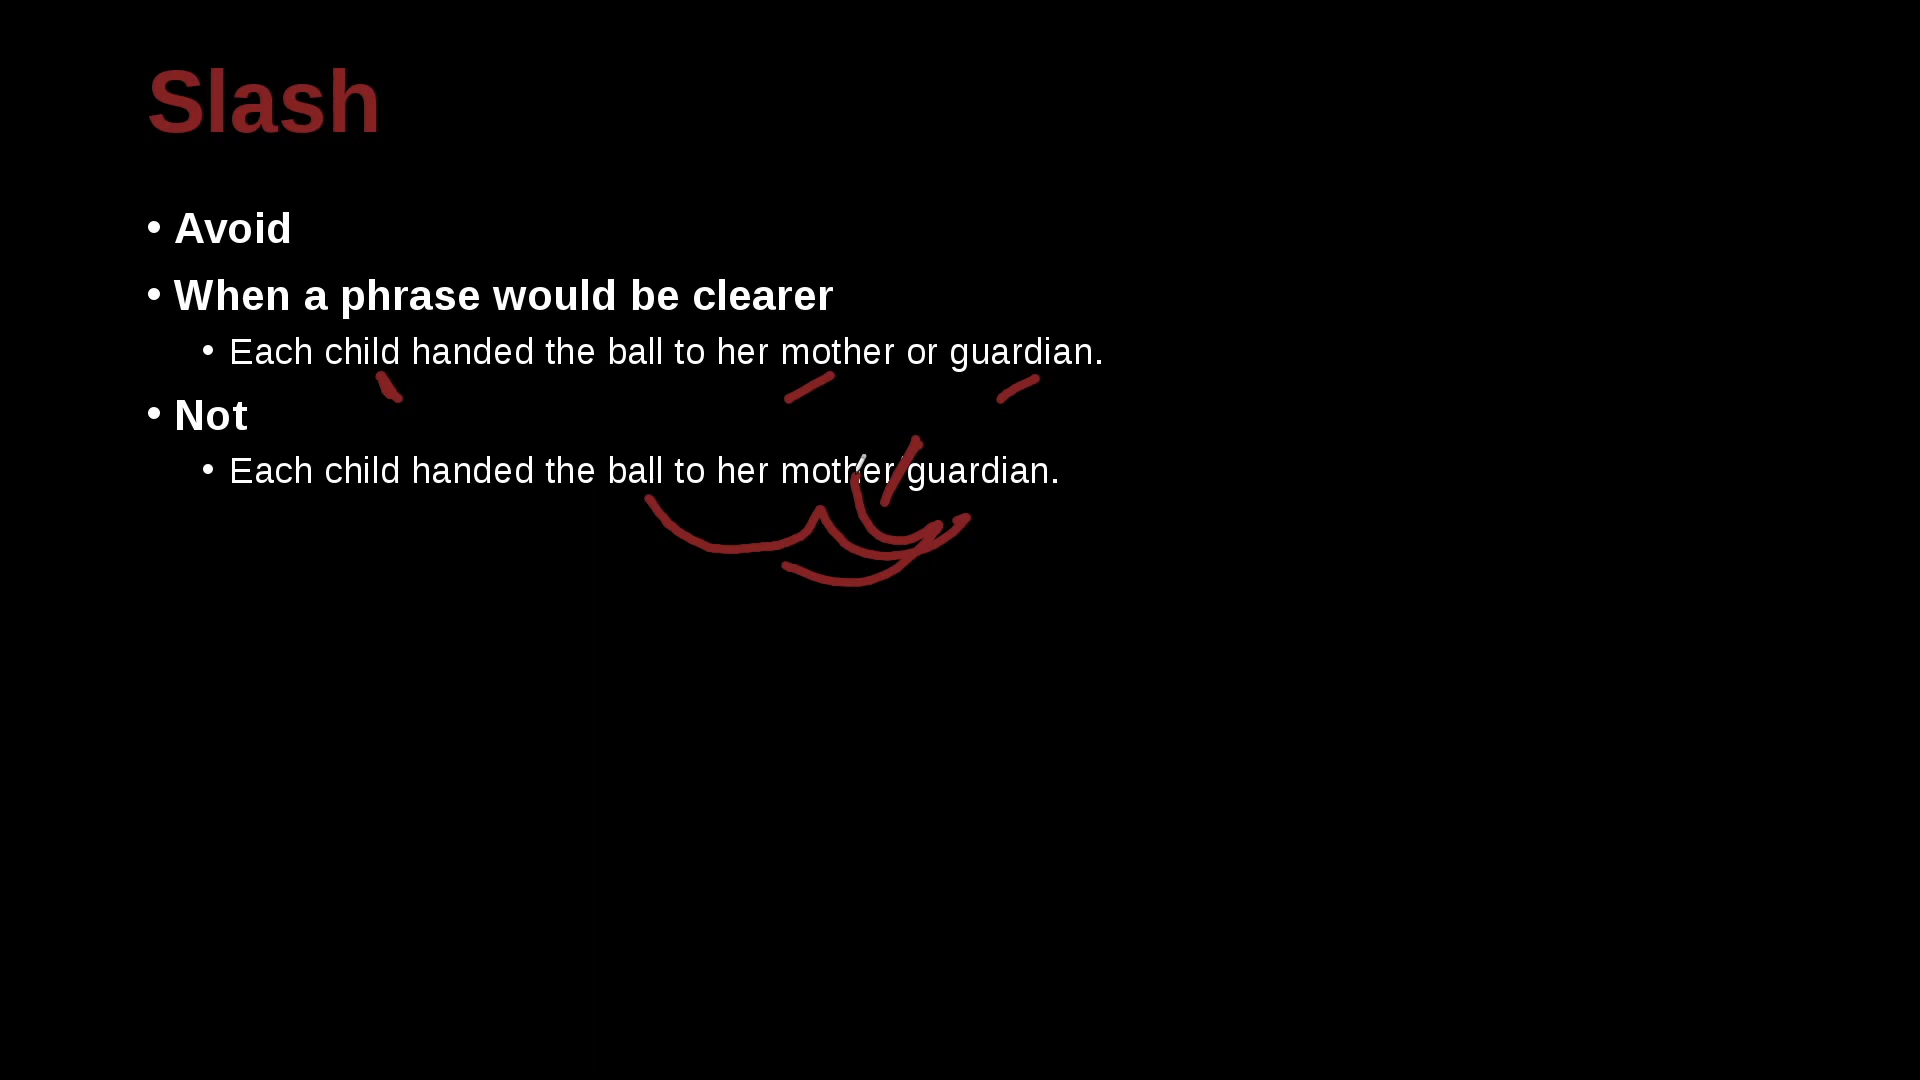 Slash
• Avoid
• When a phrase would be clearer
• Each child handed the ball to her mother or guardian.
• Not
• Each child handed the ball to her mother/guardian.